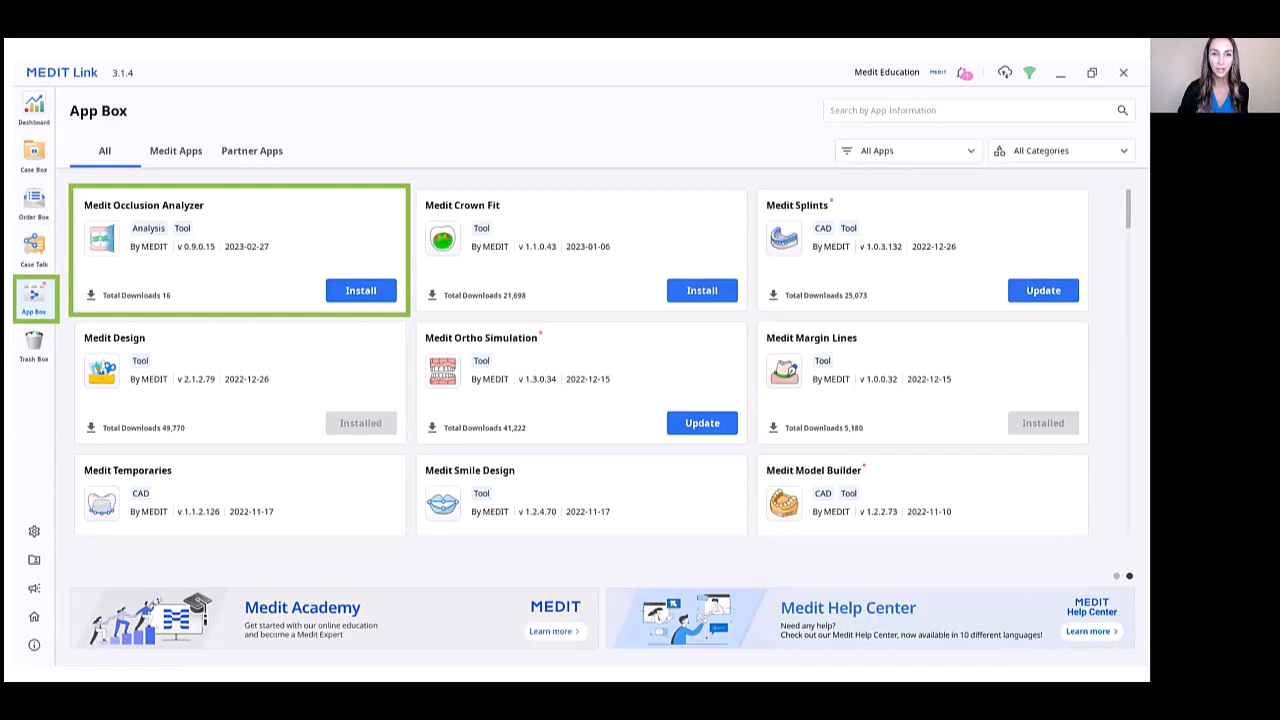 MEDIT Link 3.1.4
Medit Education MEDIT 1
Dashboard
Case Box
Order Box
Case Talk
App Box
Trash Box
App Box
Search by App Information
All Medit Apps Partner Apps
All Apps All Categories
Medit Occlusion Analyzer
Analysis Tool
By MEDIT v 0.9.0.15 2023-02-27
Total Downloads 16
Install
Medit Crown Fit
Tool
By MEDIT v 1.1.0.43 2023-01-06
Total Downloads 21,698
Install
Medit Splints
CAD Tool
By MEDIT v 1.0.3.132 2022-12-26
Total Downloads 25,073
Update
Medit Design
Tool
By MEDIT v 2.1.2.79 2022-12-26
Total Downloads 49,770
Installed
Medit Ortho Simulation
Tool
By MEDIT v 1.3.0.34 2022-12-15
Total Downloads 41,222
Update
Medit Margin Lines
Tool
By MEDIT v 1.0.0.32 2022-12-15
Total Downloads 5,180
Installed
Medit Temporaries
CAD
By MEDIT v 1.1.2.126 2022-11-17
Medit Smile Design
Tool
By MEDIT v 1.2.4.70 2022-11-17
Medit Model Builder
CAD Tool
By MEDIT v 1.2.2.73 2022-11-10
Medit Academy
Get started with our online education
and become a Medit Expert
MEDIT
Learn more >
Medit Help Center
Need any help?
Check out our Medit Help Center, now available in 10 different languages!
MEDIT
Help Center
Learn more >